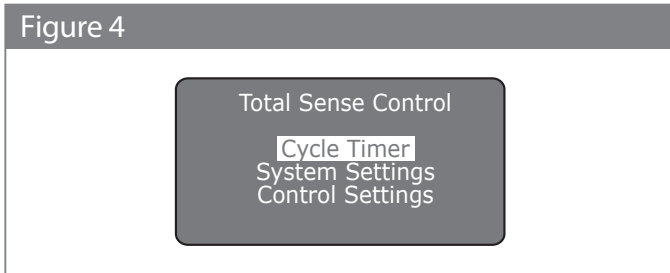 Figure 4
Total Sense Control
Cycle Timer
System Settings
Control Settings